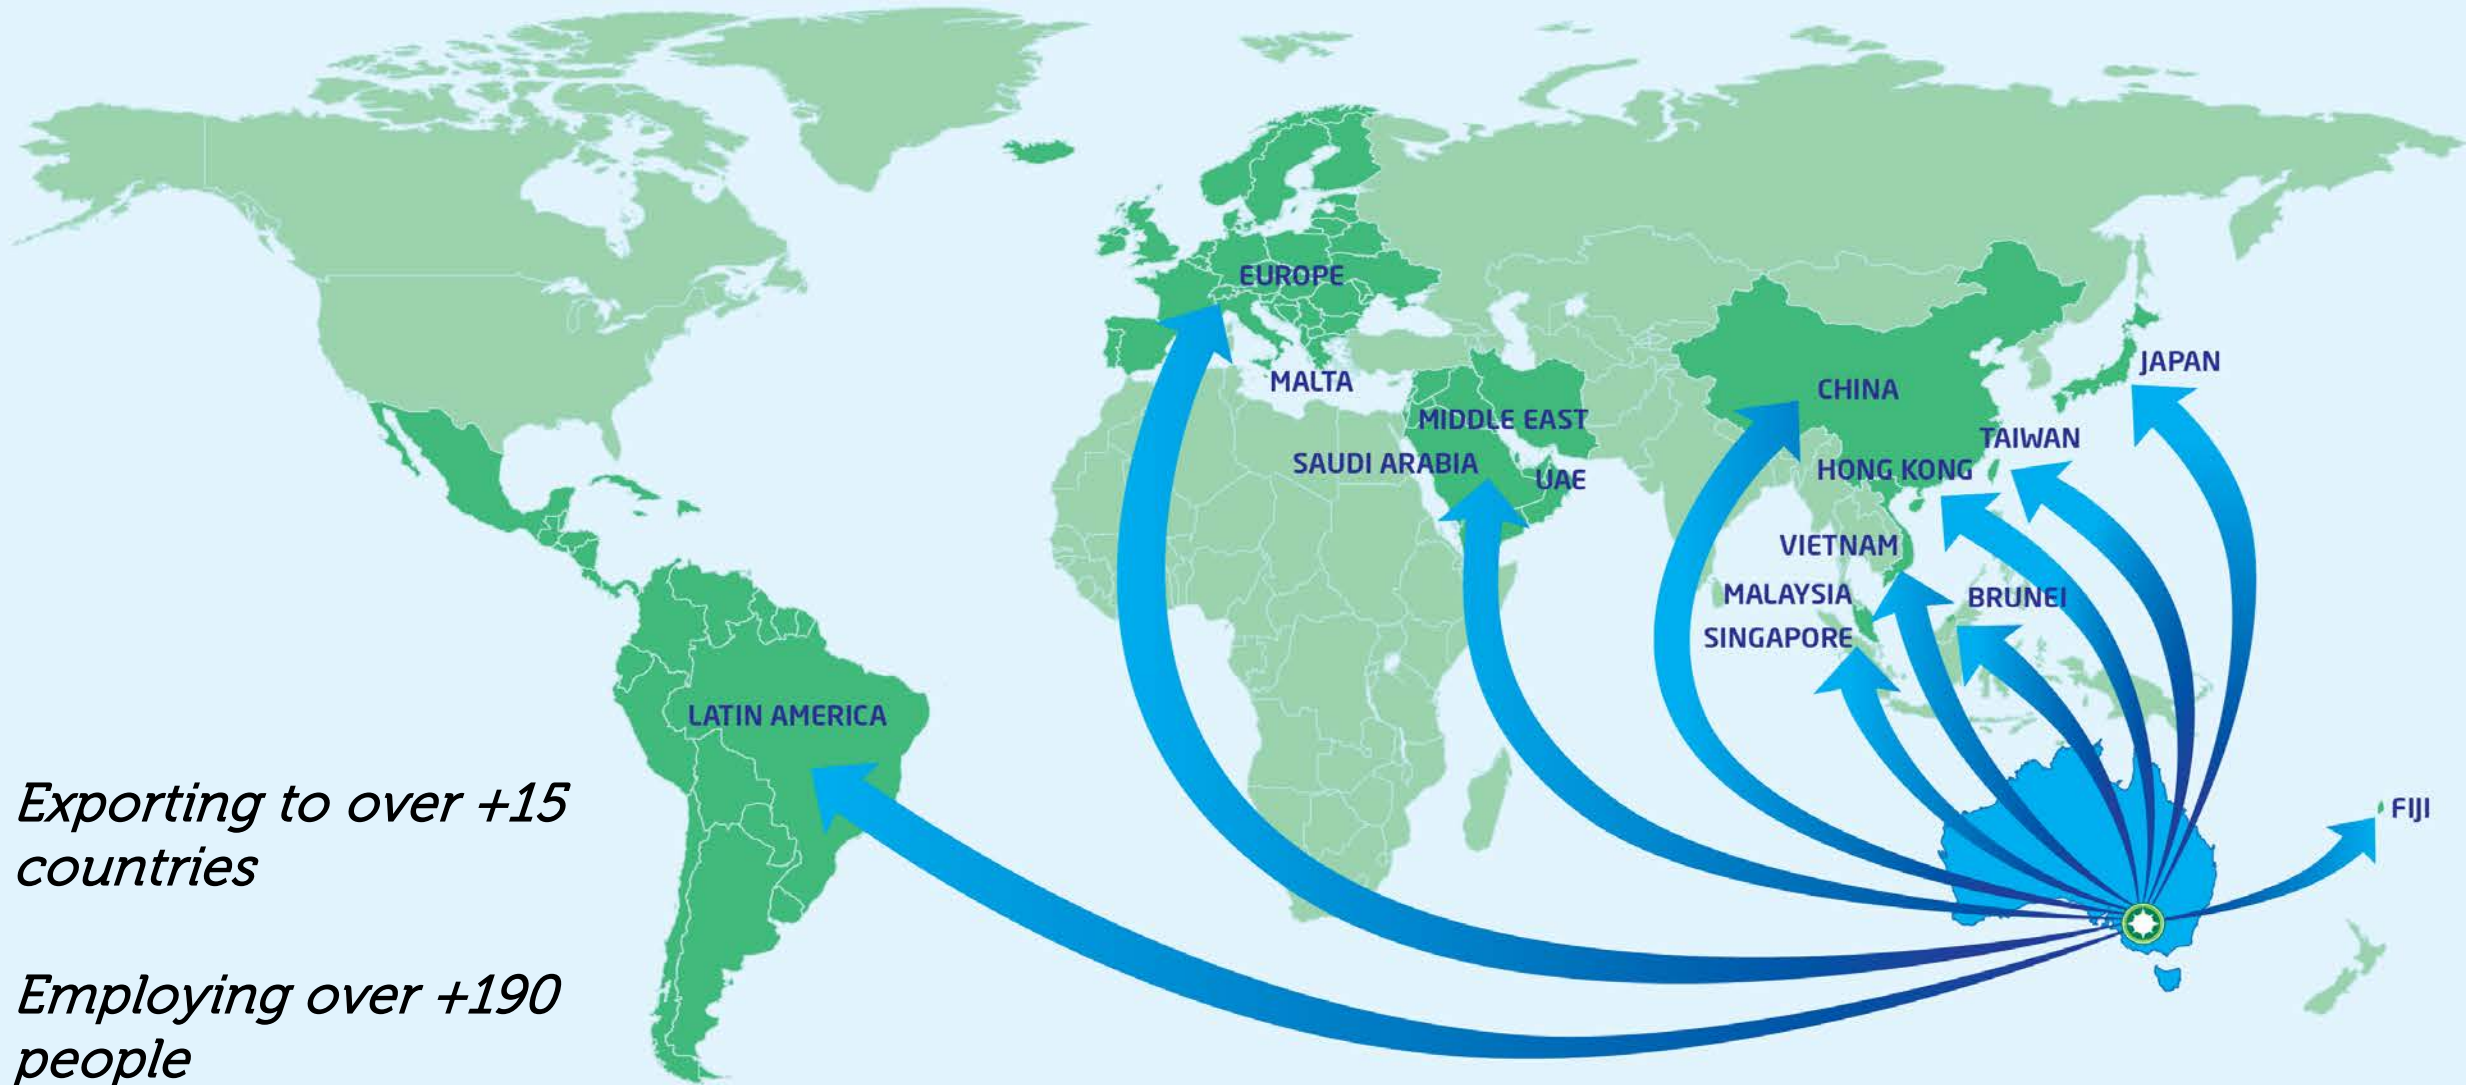 EUROPE
MALTA
MIDDLE EAST
SAUDI ARABIA
UAE
CHINA
JAPAN
TAIWAN
HONG KONG
VIETNAM
MALAYSIA
BRUNEI
SINGAPORE
LATIN AMERICA
FIJI
Exporting to over +15
countries
Employing over +190
people